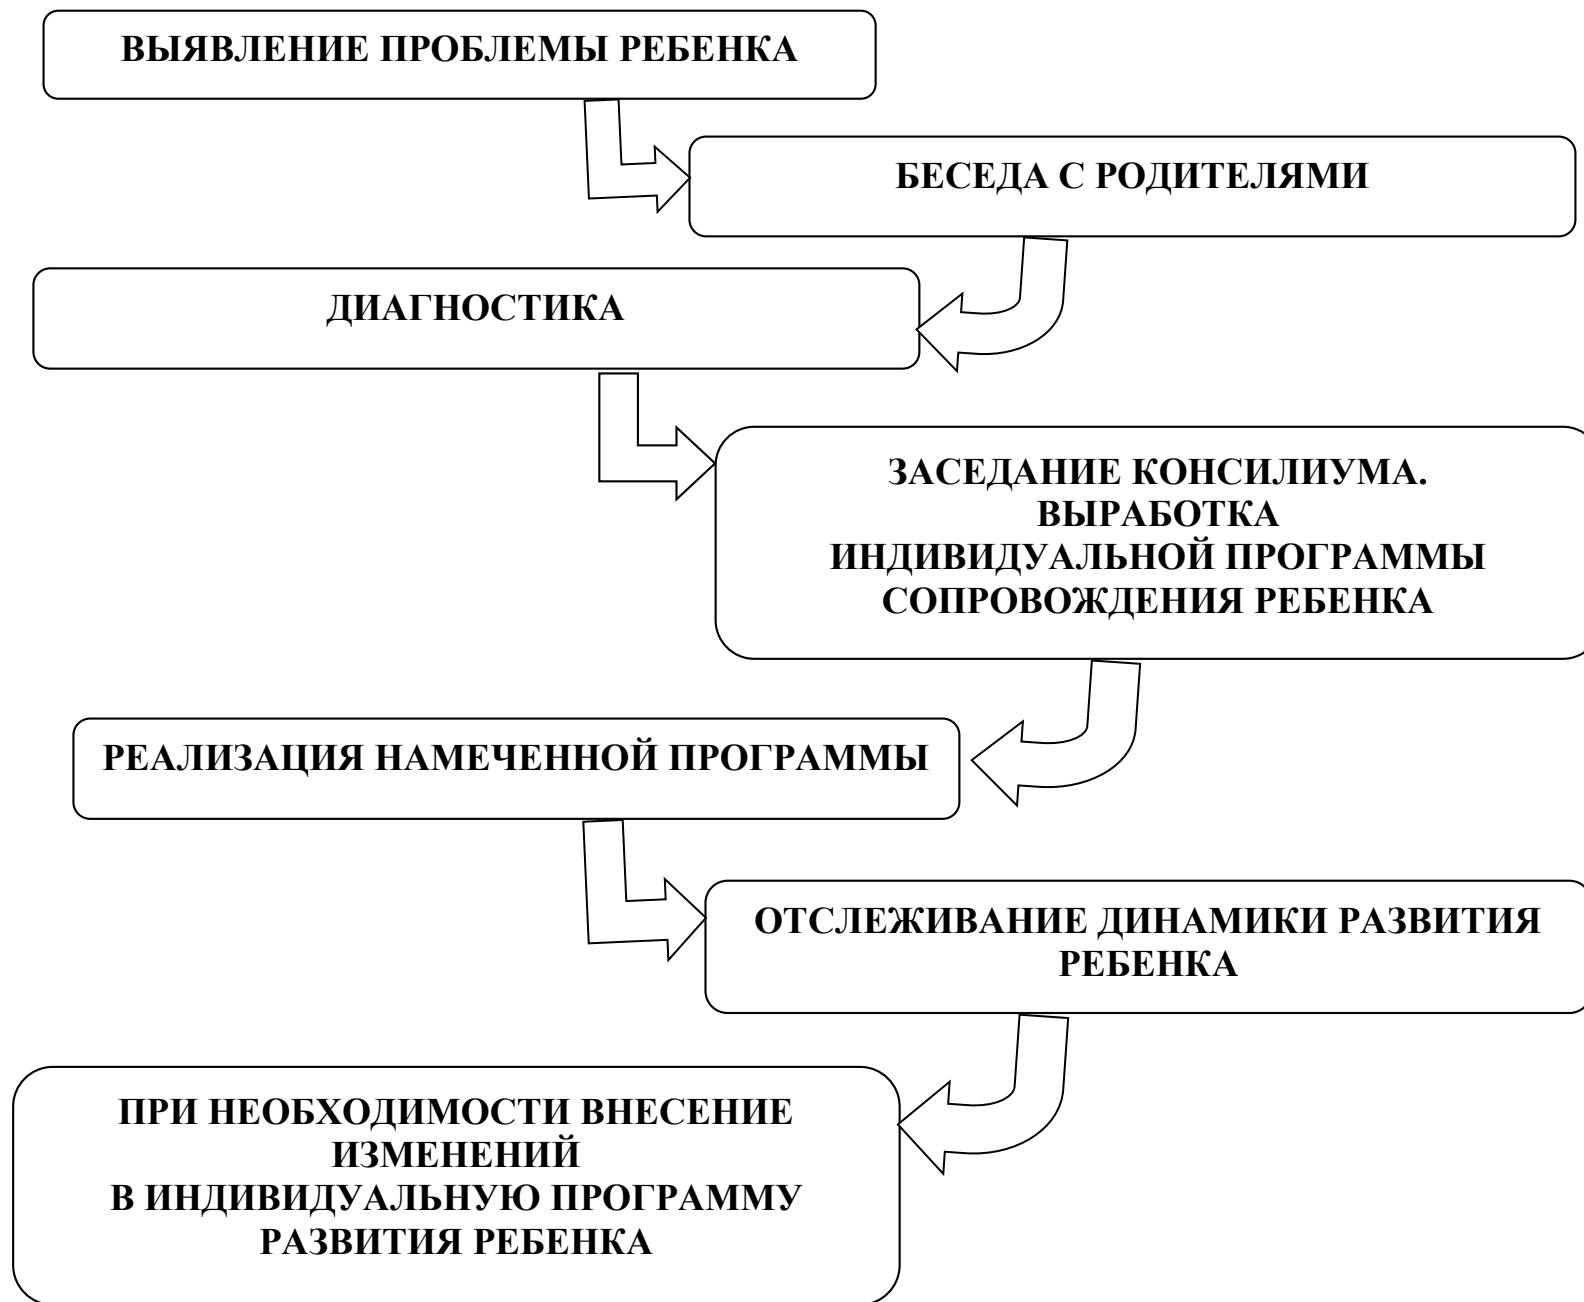 ВЫЯВЛЕНИЕ ПРОБЛЕМЫ РЕБЕНКА
БЕСЕДА С РОДИТЕЛЯМИ
ДИАГНОСТИКА
ЗАСЕДАНИЕ КОНСИЛИУМА.
ВЫРАБОТКА
ИНДИВИДУАЛЬНОЙ ПРОГРАММЫ
СОПРОВОЖДЕНИЯ РЕБЕНКА
РЕАЛИЗАЦИЯ НАМЕЧЕННОЙ ПРОГРАММЫ
ОТСЛЕЖИВАНИЕ ДИНАМИКИ РАЗВИТИЯ
РЕБЕНКА
ПРИ НЕОБХОДИМОСТИ ВНЕСЕНИЕ
ИЗМЕНЕНИЙ
В ИНДИВИДУАЛЬНУЮ ПРОГРАММУ
РАЗВИТИЯ РЕБЕНКА